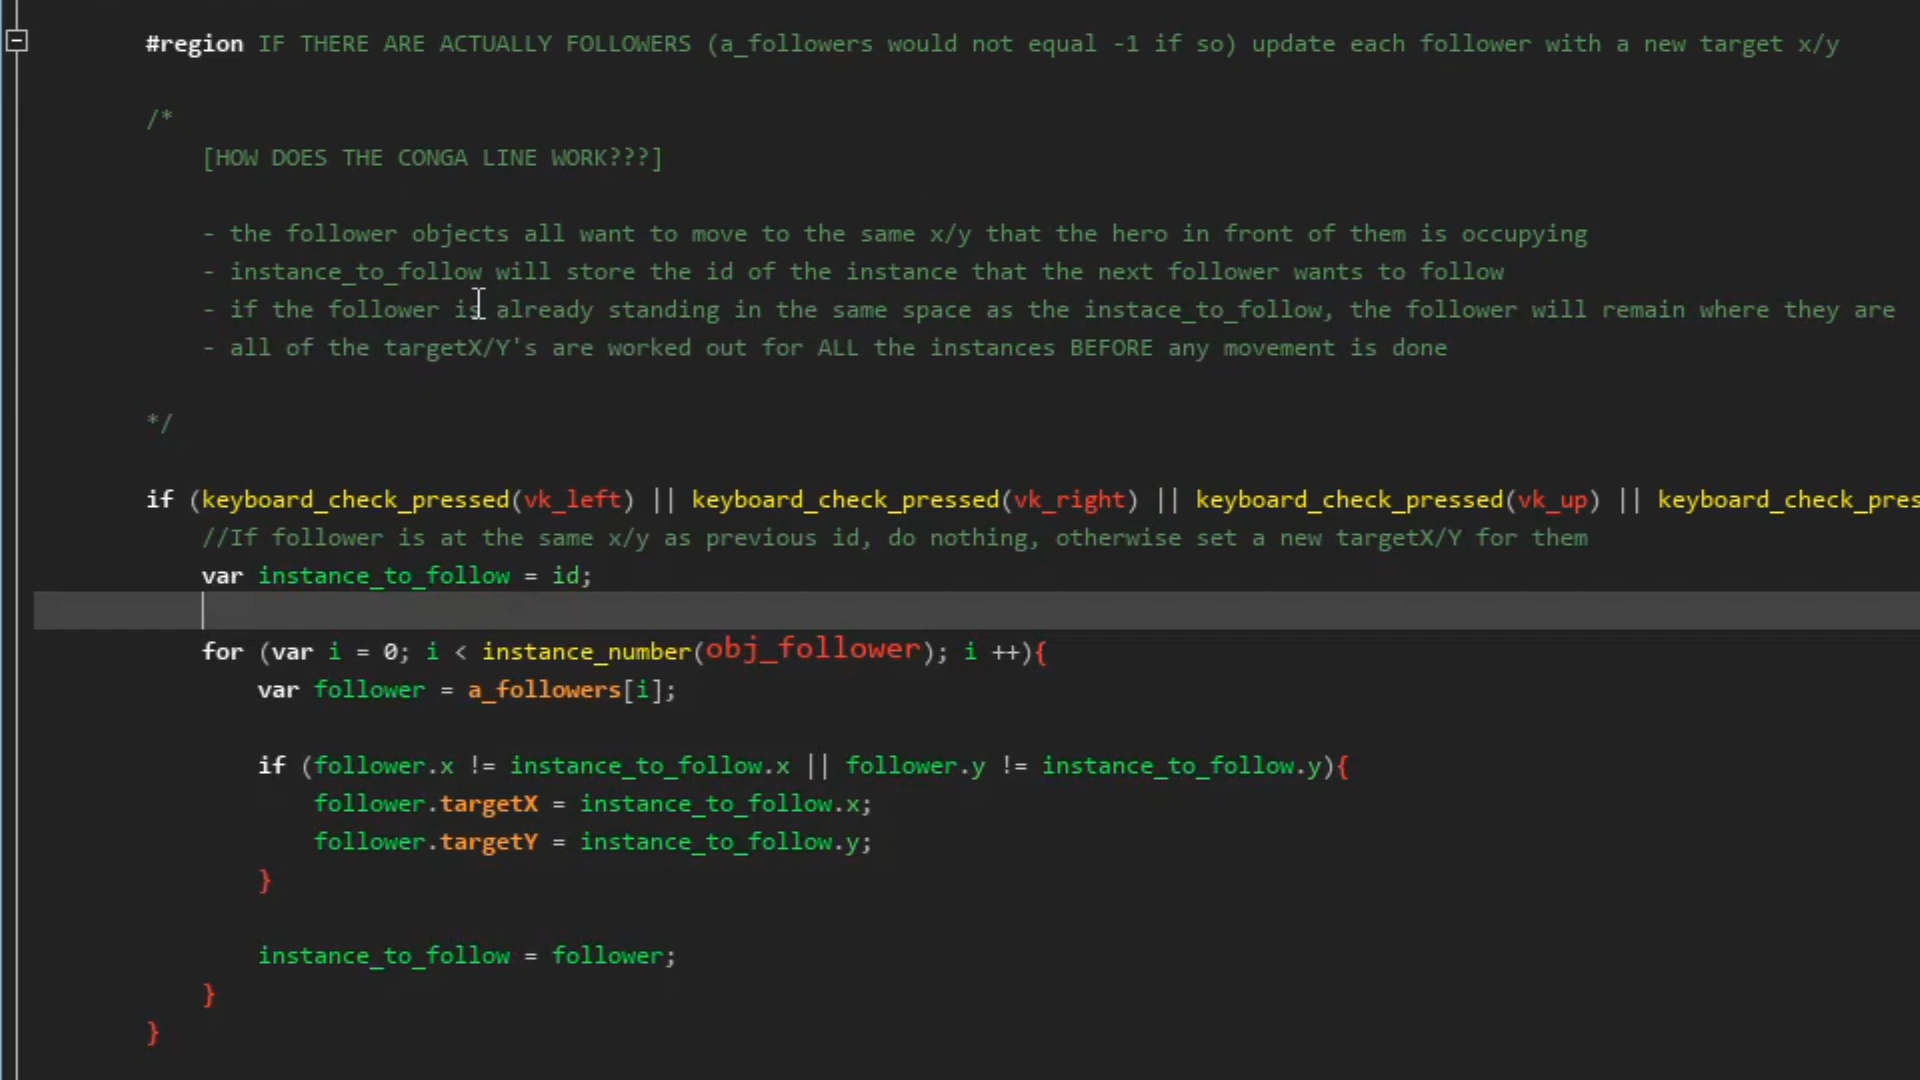 #region IF THERE ARE ACTUALLY FOLLOWERS (a_followers would not equal -1 if so) update each follower with a new target x/y
/*
[HOW DOES THE CONGA LINE WORK???]
- the follower objects all want to move to the same x/y that the hero in front of them is occupying
- instance_to_follow will store the id of the instance that the next follower wants to follow
- if the follower is already standing in the same space as the instace_to_follow, the follower will remain where they are
- all of the targetX/Y's are worked out for ALL the instances BEFORE any movement is done
*/
if (keyboard_check_pressed(vk_left) || keyboard_check_pressed(vk_right) || keyboard_check_pressed(vk_up) || keyboard_check_pres
//If follower is at the same x/y as previous id, do nothing, otherwise set a new targetX/Y for them
var instance_to_follow = id;
for (var i = 0; i < instance_number(obj_follower); i ++){
var follower = a_followers[i];
if (follower.x != instance_to_follow.x || follower.y != instance_to_follow.y){
follower.targetX = instance_to_follow.x;
follower.targetY = instance_to_follow.y;
}
instance_to_follow = follower;
}
}